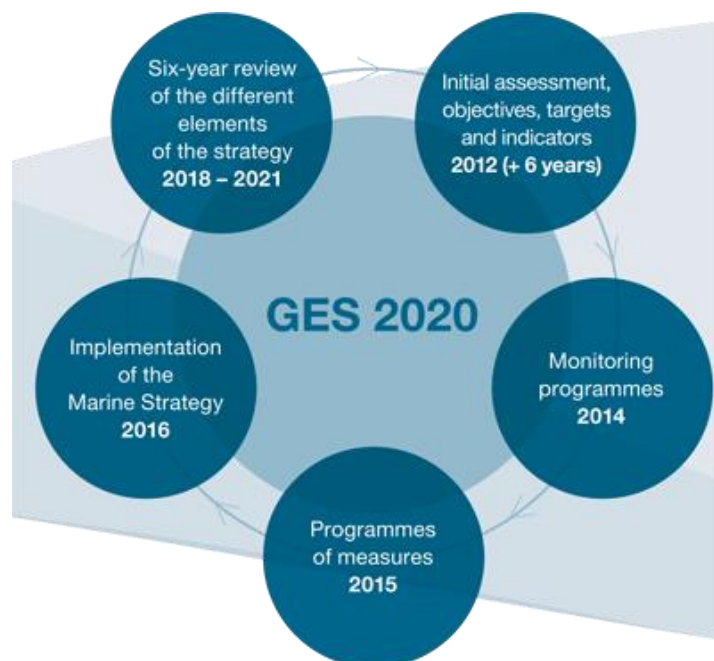 Six-year review
of the different
elements
of the strategy
2018 – 2021
Initial assessment,
objectives, targets
and indicators
2012 (+ 6 years)
GES 2020
Implementation
of the
Marine Strategy
2016
Monitoring
programmes
2014
Programmes
of measures
2015